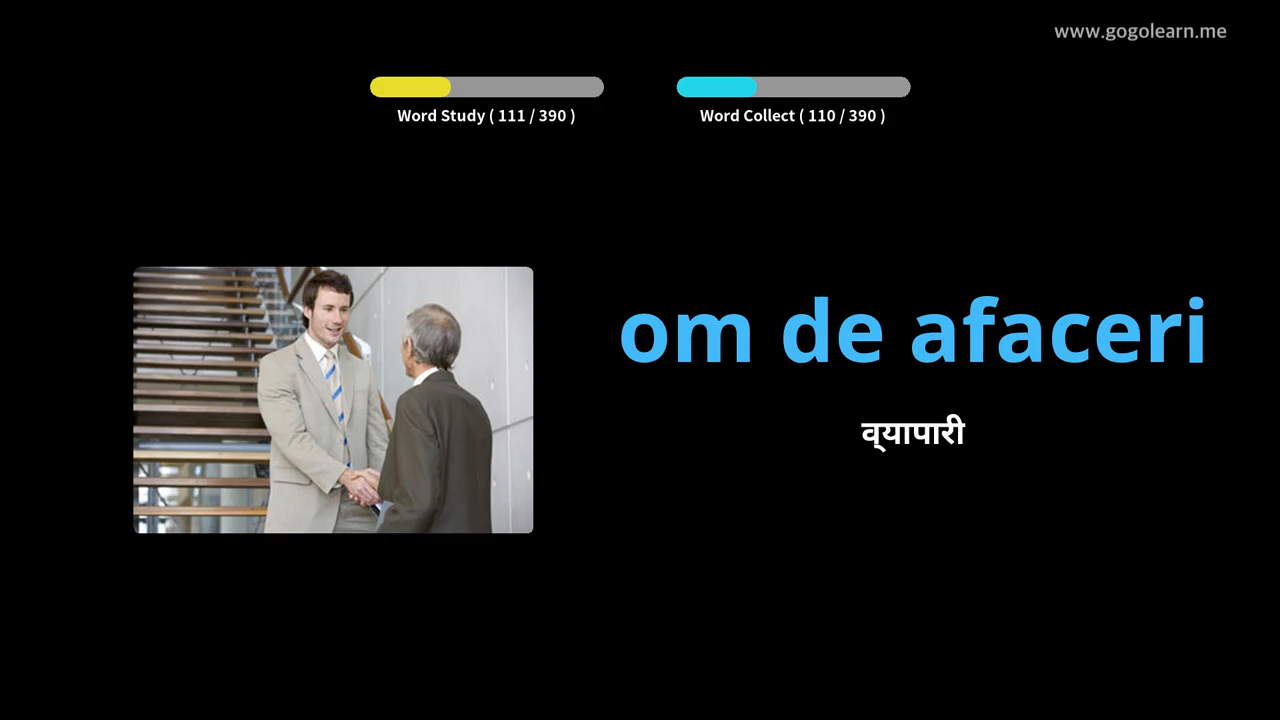 www.gogolearn.me
Word Study ( 111 / 390 )
Word Collect ( 110 / 390 )
om de afaceri
व्यापारी